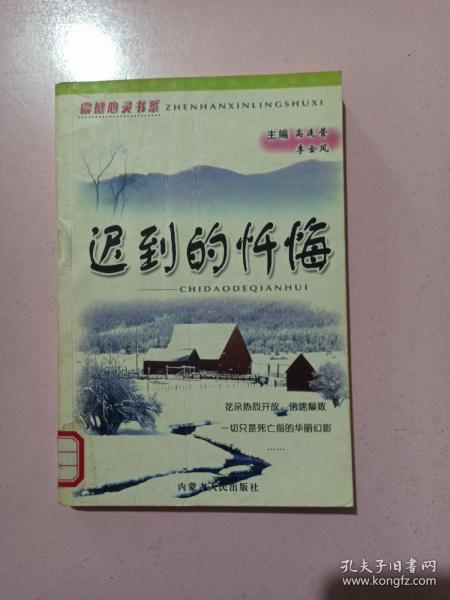 震撼心灵书系 ZHENHANXINLINGSHUXI
主编 高连营
李金凤
迟到的忏悔
CHIDAODEQIANHUI
花朵热烈开放 迅速颓败
一切只是死亡前的华丽幻影
……
内蒙古人民出版社
孔夫子旧书网
www.kongfz.com